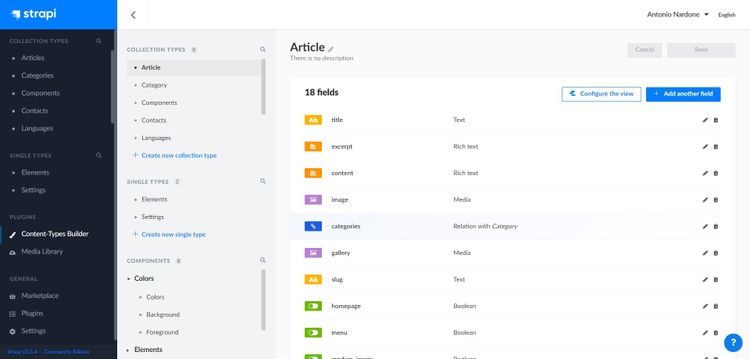 strapi
Antonio Nardone
English
COLLECTION TYPES
Articles
Categories
Components
Contacts
Languages
SINGLE TYPES
Elements
Settings
PLUGINS
Content-Types Builder
Media Library
GENERAL
Marketplace
Plugins
Settings
Strapi v3.3.4 — Community Edition
COLLECTION TYPES
Article
Category
Components
Contacts
Languages
+ Create new collection type
SINGLE TYPES 2
Elements
Settings
+ Create new single type
COMPONENTS
Colors
Colors
Background
Foreground
Elements
Article
There is no description
Cancel
Save
18 fields
Configure the view
+ Add another field
Ab title Text
excerpt Rich text
content Rich text
image Media
categories Relation with Category
gallery Media
Ab slug Text
homepage Boolean
menu Boolean
?